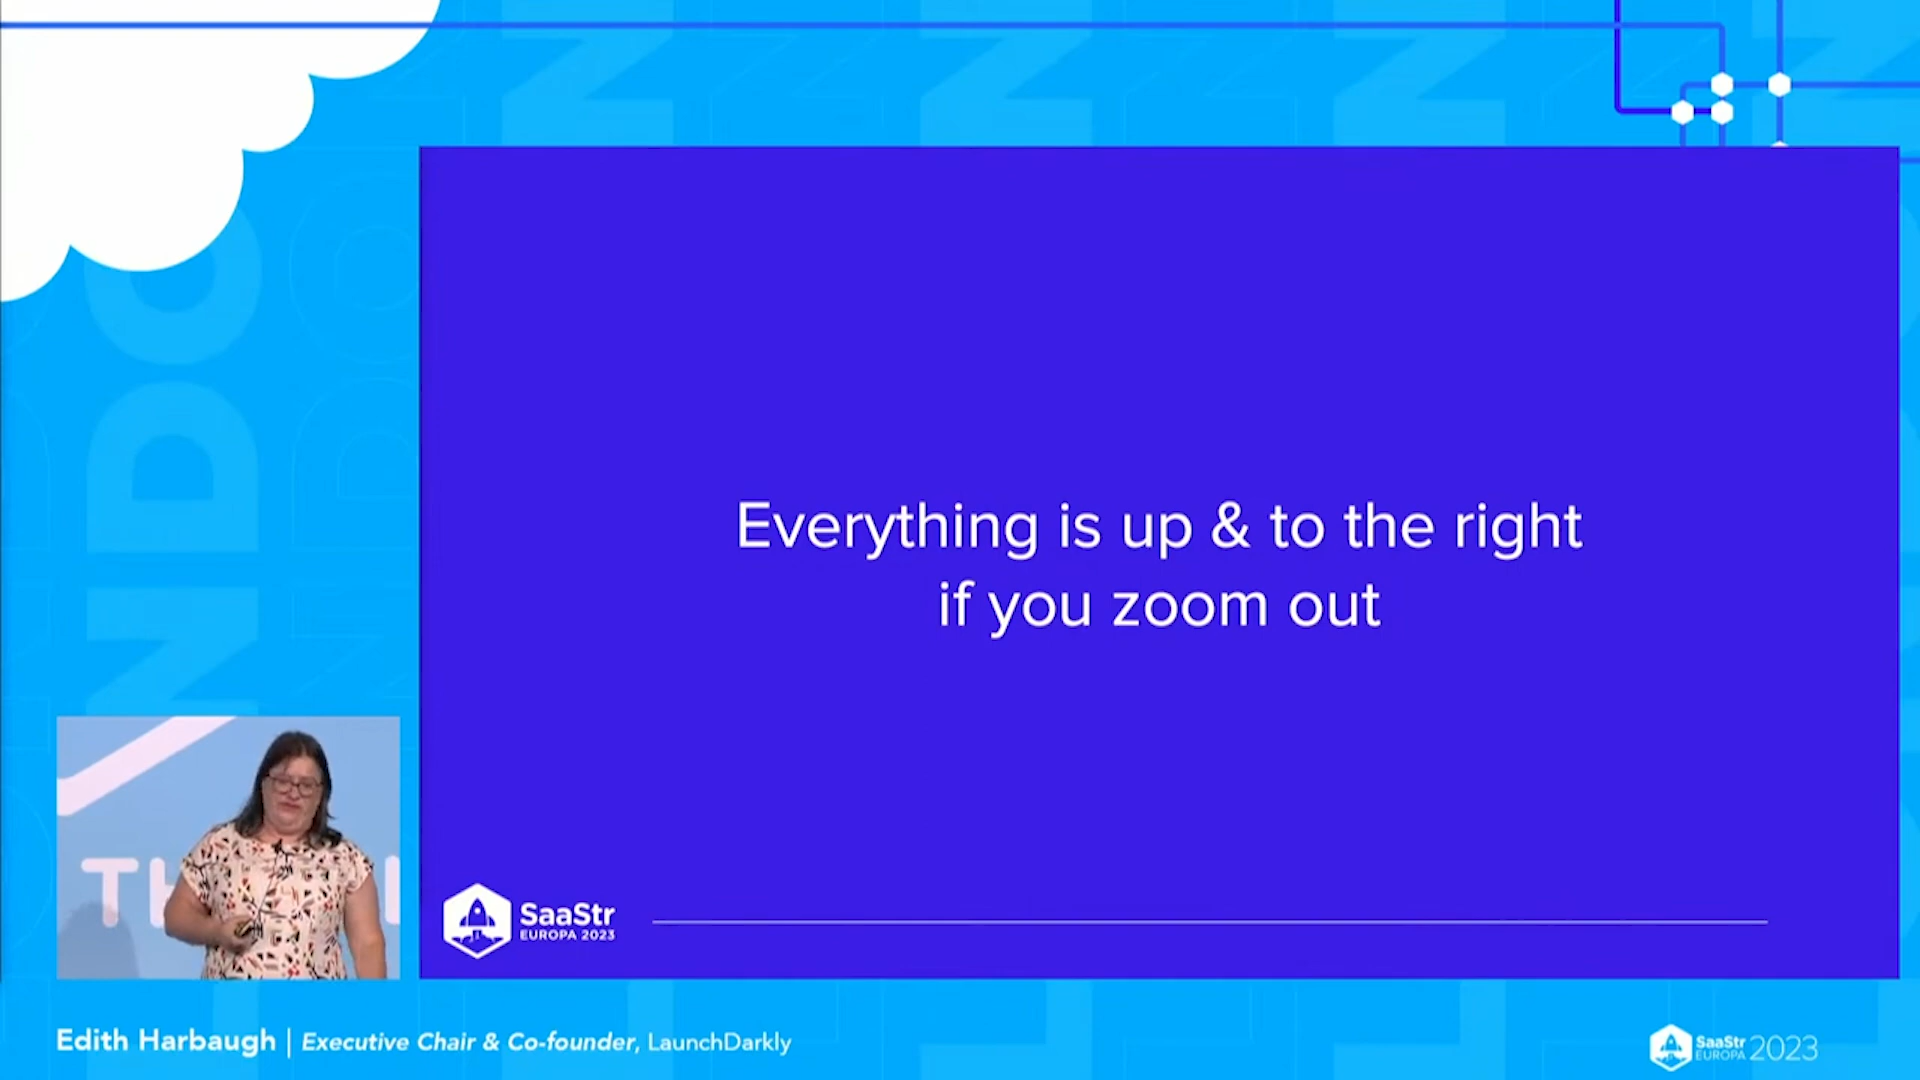 Everything is up & to the right
if you zoom out
SaaStr
EUROPA 2023
Edith Harbaugh | Executive Chair & Co-founder, LaunchDarkly
SaaStr
EUROPA 2023